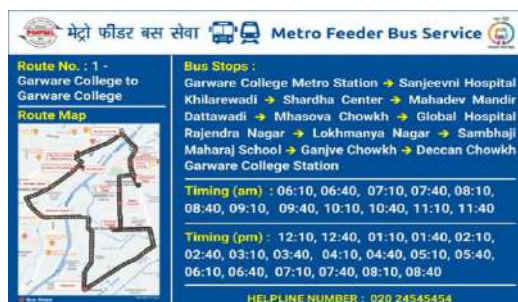 PMPML मेट्रो फीडर बस सेवा Metro Feeder Bus Service
Route No. : 1 -
Garware College to
Garware College
Route Map
Bus Stops :
Garware College Metro Station → Sanjeevni Hospital
Khilarewadi → Shardha Center → Mahadev Mandir
Dattawadi → Mhasova Chowkh → Global Hospital
Rajendra Nagar → Lokhmanya Nagar → Sambhaji
Maharaj School → Ganjve Chowkh → Deccan Chowkh
Garware College Station
Timing (am) : 06:10, 06:40, 07:10, 07:40, 08:10,
08:40, 09:10, 09:40, 10:10, 10:40, 11:10, 11:40
Timing (pm) : 12:10, 12:40, 01:10, 01:40, 02:10,
02:40, 03:10, 03:40, 04:10, 04:40, 05:10, 05:40,
06:10, 06:40, 07:10, 07:40, 08:10, 08:40
Bus Stops
HELPLINE NUMBER : 020 24545454